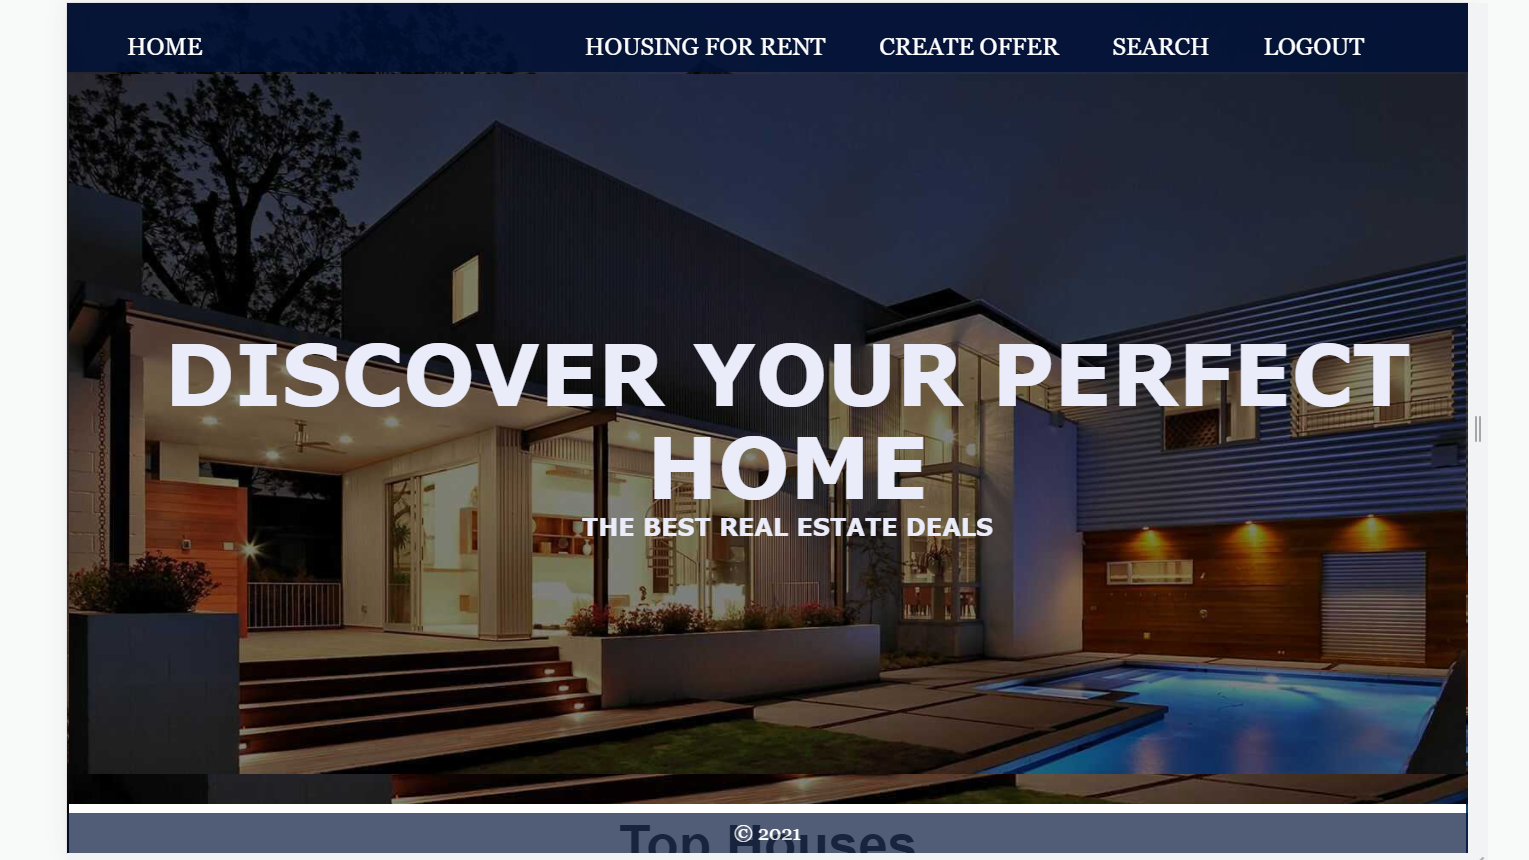 HOME HOUSING FOR RENT CREATE OFFER SEARCH LOGOUT
DISCOVER YOUR PERFECT
HOME
THE BEST REAL ESTATE DEALS
Top Houses
© 2021